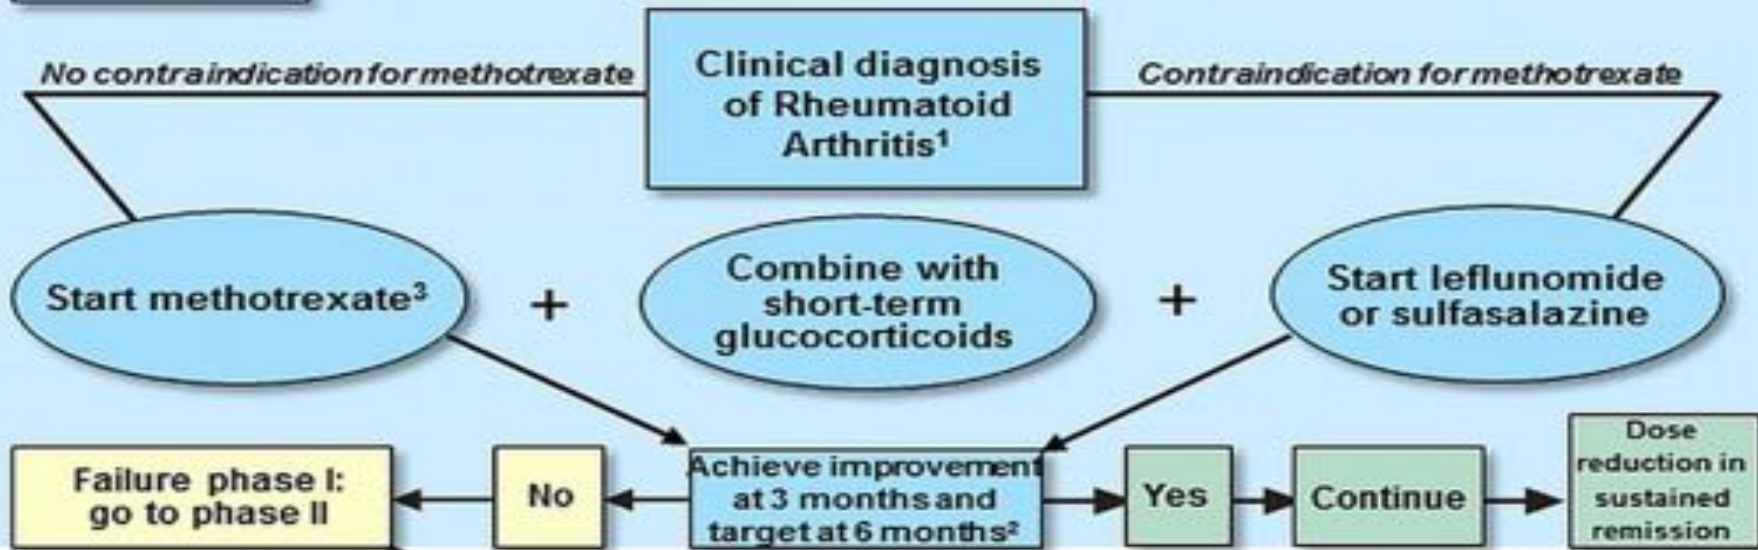 No contraindication for methotrexate
Clinical diagnosis
of Rheumatoid
Arthritis¹
Contraindication for methotrexate
Start methotrexate³
+
Combine with
short-term
glucocorticoids
+
Start leflunomide
or sulfasalazine
Failure phase I:
go to phase II
No
Achieve improvement
at 3 months and
target at 6 months²
Yes
Continue
Dose
reduction in
sustained
remission